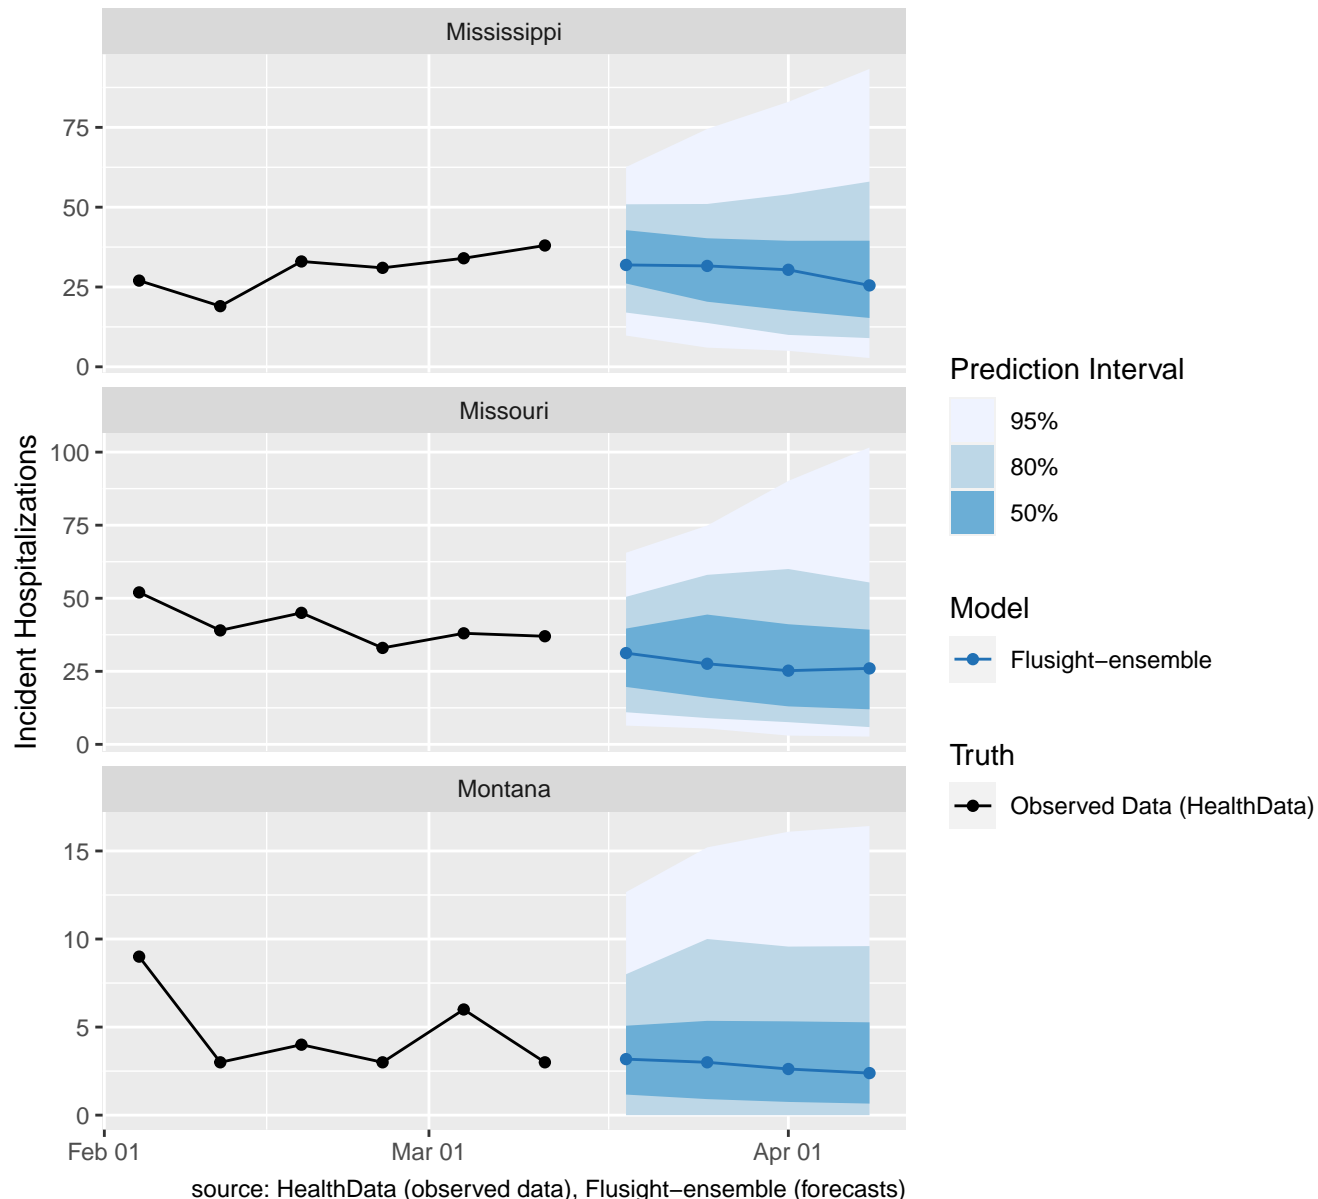 Mississippi
75
50
25
0
Missouri
100
75
50
25
0
Montana
15
10
5
0
Feb 01
Mar 01
Apr 01
Incident Hospitalizations
source: HealthData (observed data), Flusight−ensemble (forecasts)
Prediction Interval
95%
80%
50%
Model
Flusight−ensemble
Truth
Observed Data (HealthData)